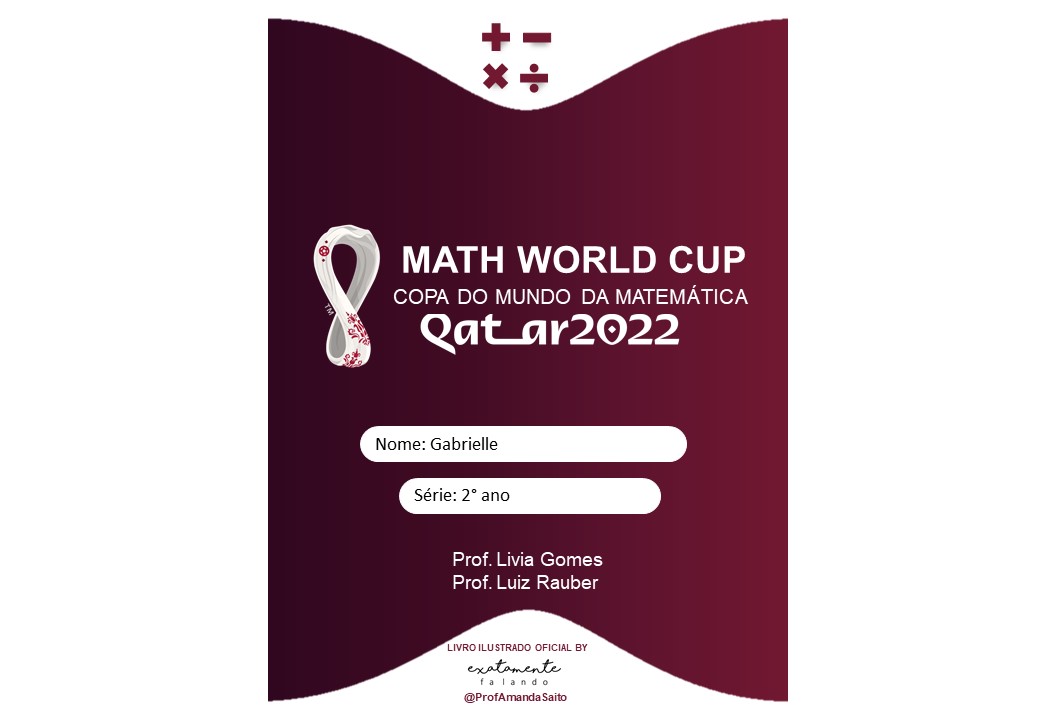 MATH WORLD CUP
COPA DO MUNDO DA MATEMÁTICA
Qatar2022
TM
Nome: Gabrielle
Série: 2° ano
Prof. Livia Gomes
Prof. Luiz Rauber
LIVRO ILUSTRADO OFICIAL BY
exatamente
falando
@ProfAmandaSaito